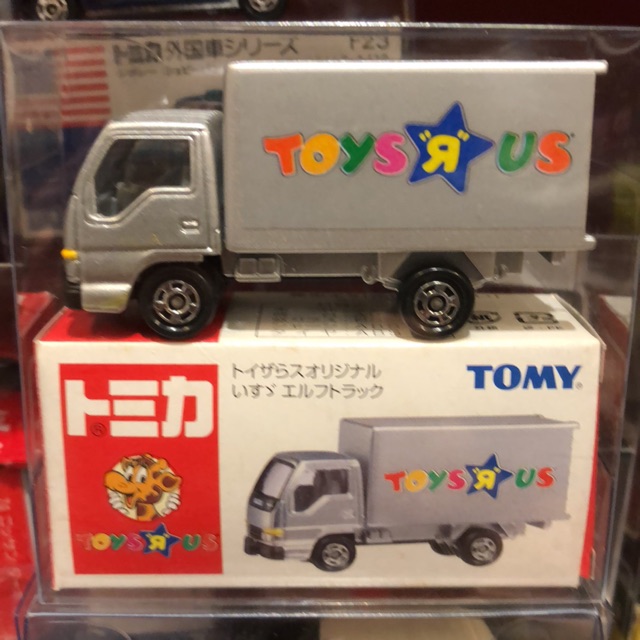 トミカ外国車シリーズ F23
TOYS "R" US
トミカ
トイザらスオリジナル
いすゞ エルフトラック
TOMY
TOYS "R" US
TOYS "R" US